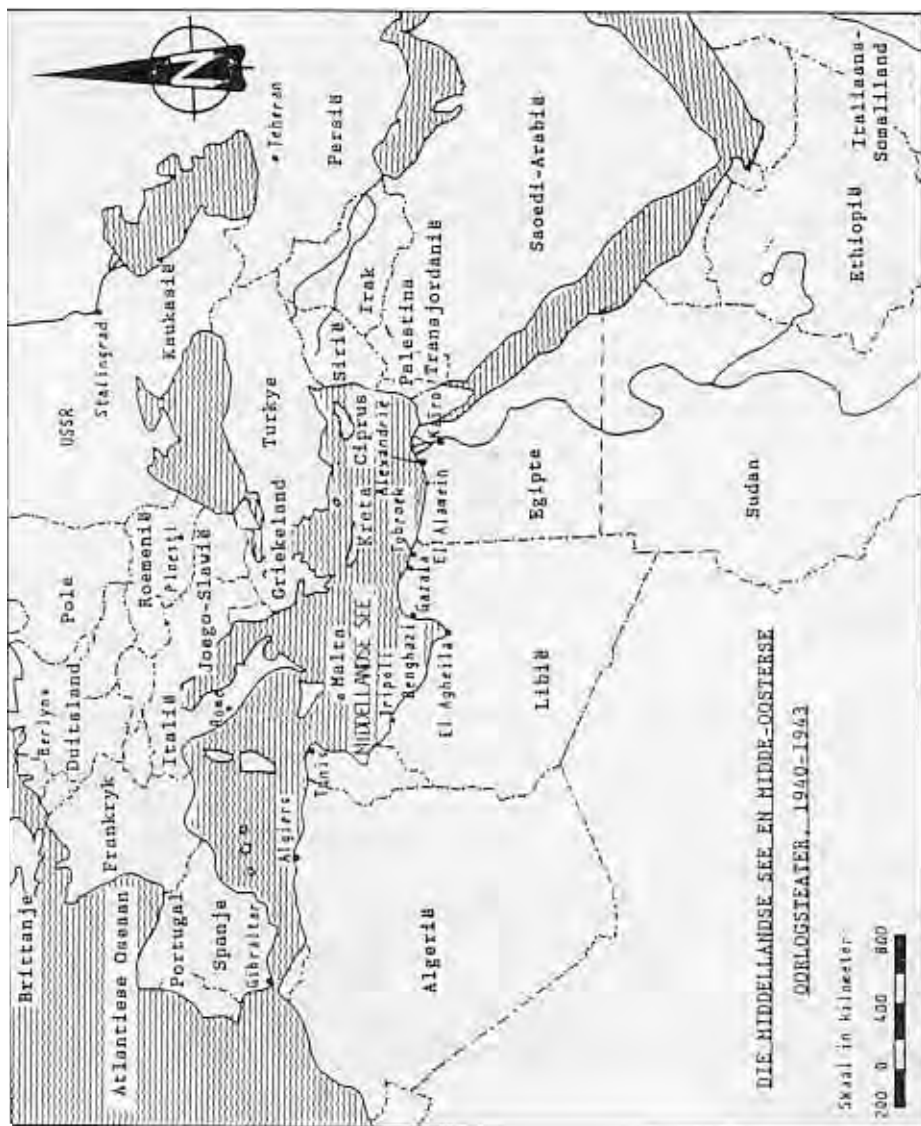 N
Brittanje
Atlantiese Oseaan
Frankryk
Portugal
Spanje
Gibraltar
Berlyn
Duitsland
Pole
Italië
Rome
Roemenië
Ploesti
Joego-Slawië
Griekeland
USSR
Stalingrad
Kaukasië
Turkye
Teheran
Persië
Sirië
Irak
Palestina
Transjordanië
Ciprus
Kreta
Malta
MIDDELLANDSE SEE
Algiers
Tunis
Tripoli
Benghazi
El Agheila
Gazala
Tobroek
El Alamein
Alexandrië
Kaïro
Saoedi-Arabië
Algerië
Libië
Egipte
Sudan
Ethiopië
Italiaans-
Somaliland
DIE MIDDELLANDSE SEE EN MIDDE-OOSTERSE
OORLOGSTEATER, 1940-1943
Skaal in kilometer
200 0 400 800